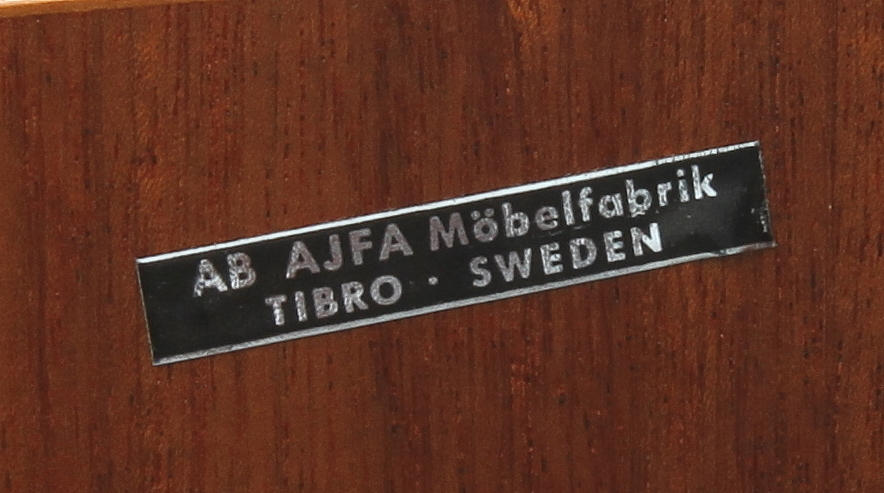 AB AJFA Möbelfabrik
TIBRO · SWEDEN